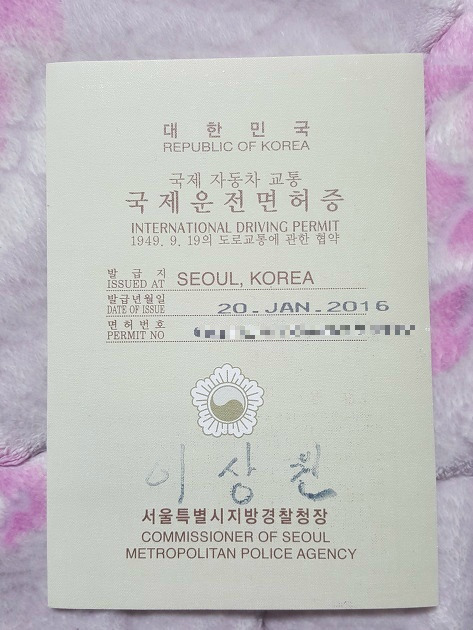 대 한 민 국
REPUBLIC OF KOREA
국제 자동차 교통
국제운전면허증
INTERNATIONAL DRIVING PERMIT
1949. 9. 19의 도로교통에 관한 협약
발 급 지
ISSUED AT SEOUL, KOREA
발급년월일
DATE OF ISSUE 20-JAN-2016
면 허 번 호
PERMIT NO
이 상 원
서울특별시지방경찰청장
COMMISSIONER OF SEOUL
METROPOLITAN POLICE AGENCY